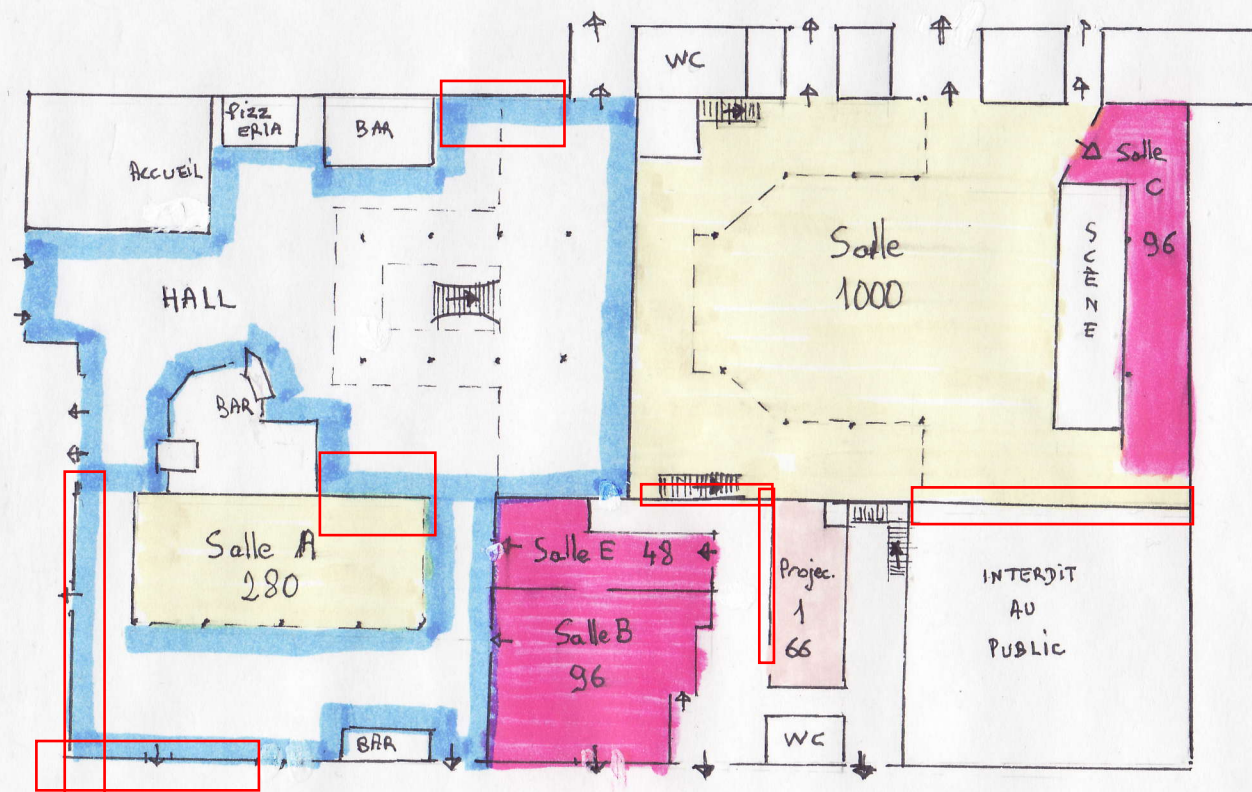 WC
PIZZ
ERIA
BAR
ACCUEIL
Salle
C
96
Salle
1000
SCÈNE
HALL
BAR
Salle A
280
Salle E 48
Projec.
1
66
INTERDIT
AU
PUBLIC
Salle B
96
BAR
WC